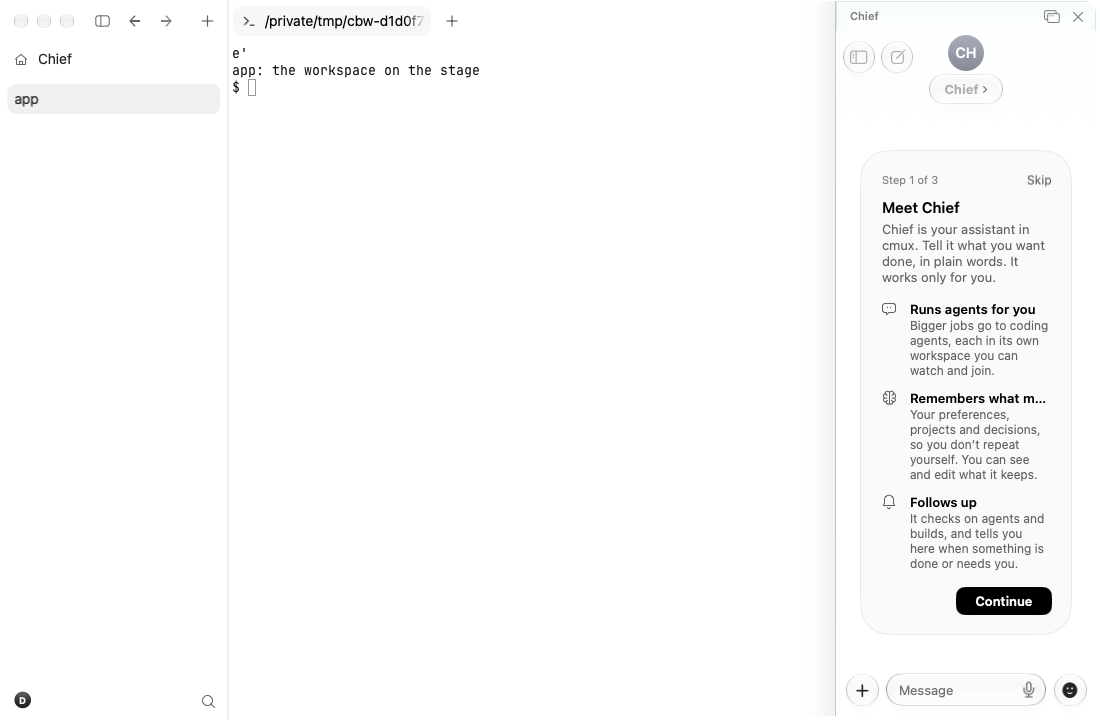 /private/tmp/cbw-d1d0f7
Chief
app
e'
app: the workspace on the stage
$
Chief
CH
Chief
Step 1 of 3
Skip
Meet Chief
Chief is your assistant in
cmux. Tell it what you want
done, in plain words. It
works only for you.
Runs agents for you
Bigger jobs go to coding
agents, each in its own
workspace you can
watch and join.
Remembers what m...
Your preferences,
projects and decisions,
so you don't repeat
yourself. You can see
and edit what it keeps.
Follows up
It checks on agents and
builds, and tells you
here when something is
done or needs you.
Continue
D
Message